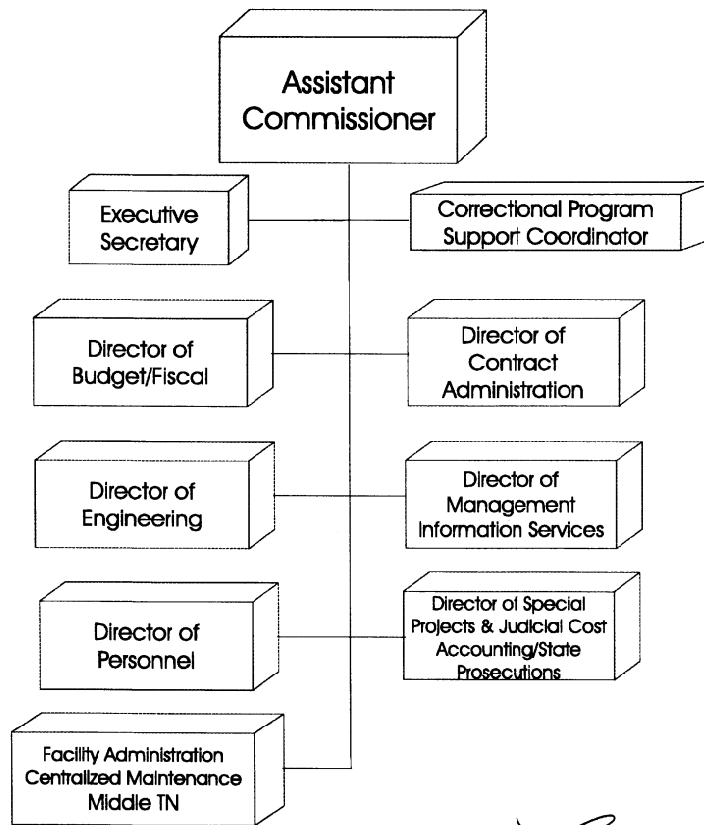 Assistant
Commissioner
Executive
Secretary
Correctional Program
Support Coordinator
Director of
Budget/Fiscal
Director of
Contract
Administration
Director of
Engineering
Director of
Management
Information Services
Director of
Personnel
Director of Special
Projects & Judicial Cost
Accounting/State
Prosecutions
Facility Administration
Centralized Maintenance
Middle TN